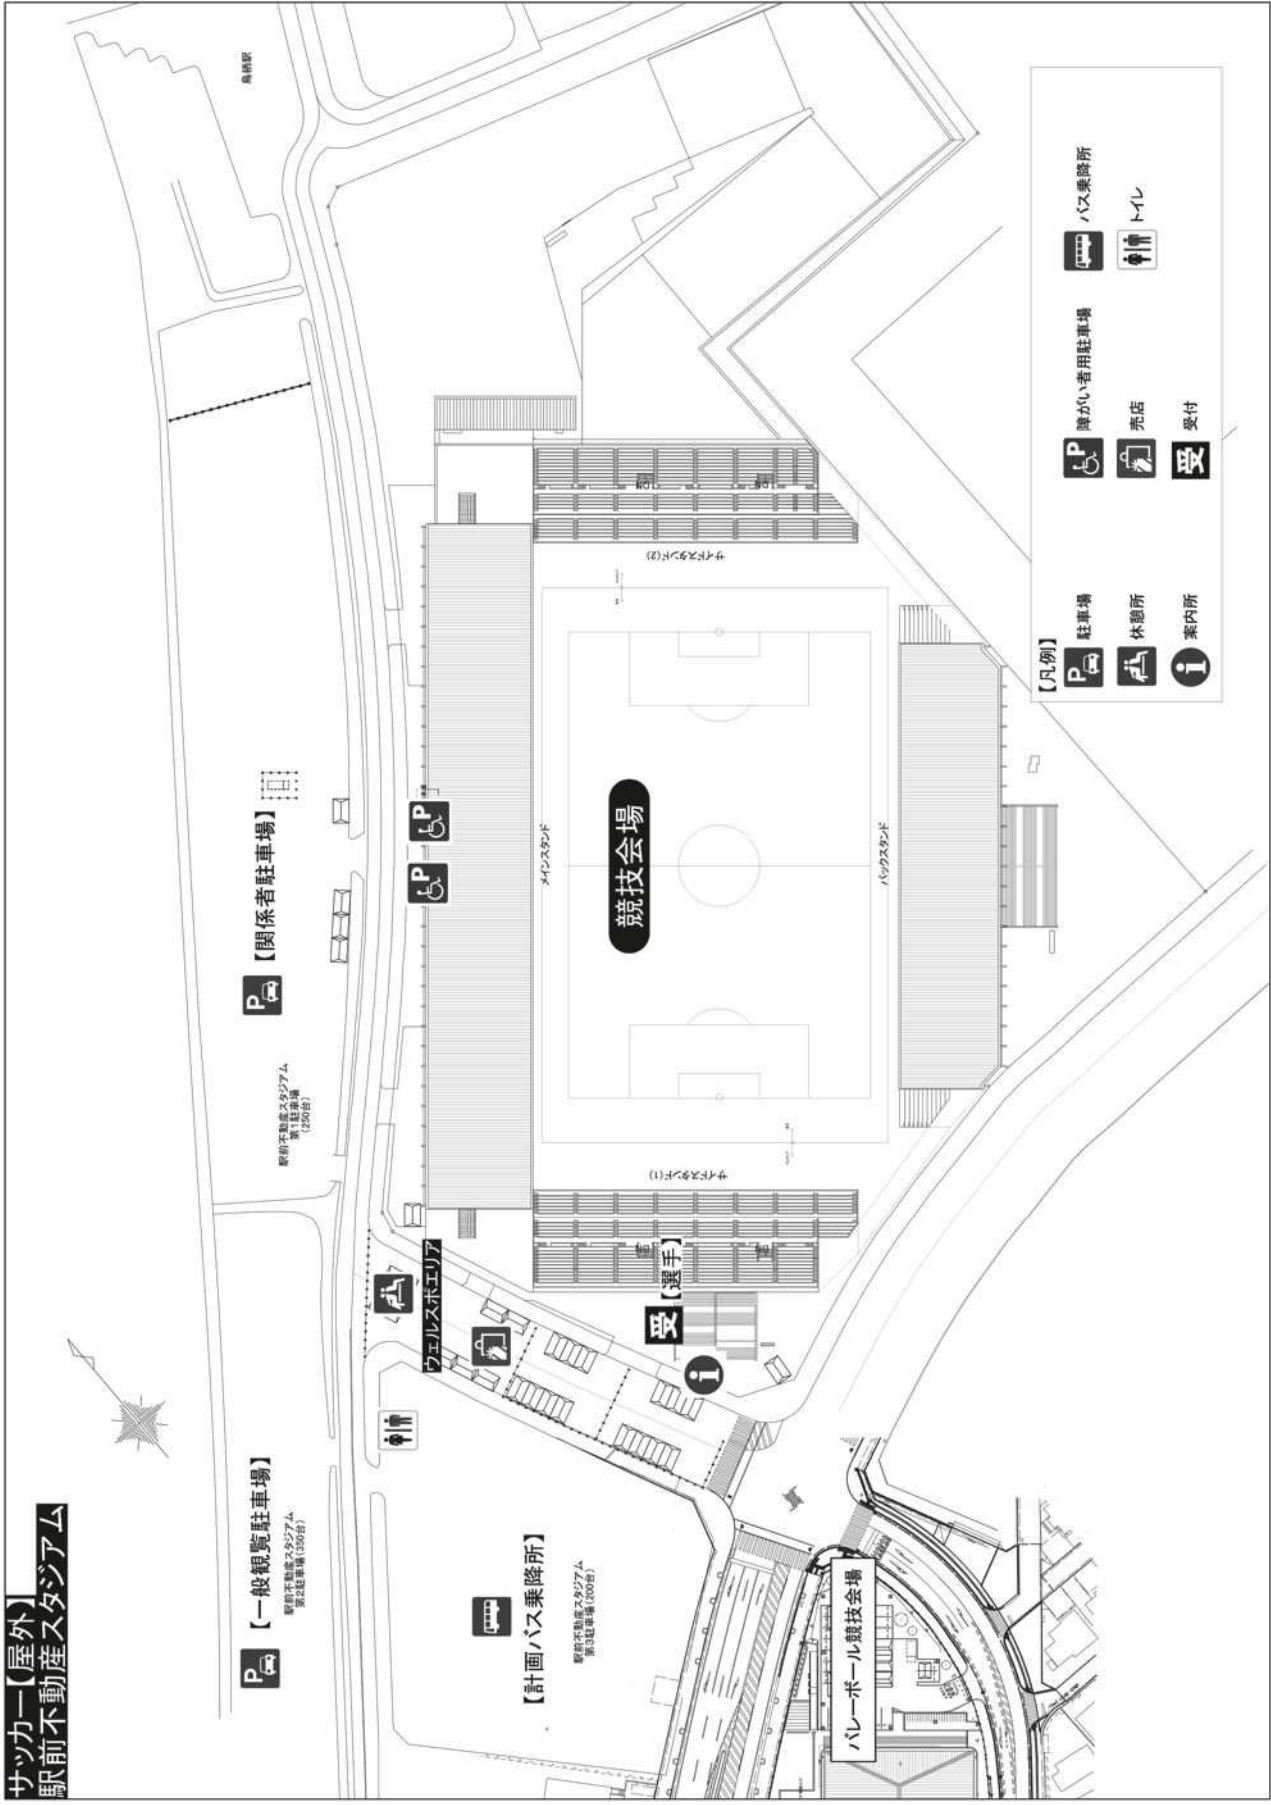 サッカー【屋外】
駅前不動産スタジアム
鳥栖駅
【関係者駐車場】
駅前不動産スタジアム
第1駐車場
(250台)
【一般観覧駐車場】
駅前不動産スタジアム
第2駐車場(350台)
【計画バス乗降所】
駅前不動産スタジアム
第3駐車場(200台)
ウェルスポエリア
受
【選手】
メインスタンド
競技会場
バックスタンド
サイドスタンド(1)
サイドスタンド(2)
バレーボール競技会場
【凡例】
P 駐車場
P 障がい者用駐車場
バス乗降所
休憩所
売店
トイレ
i 案内所
受 受付